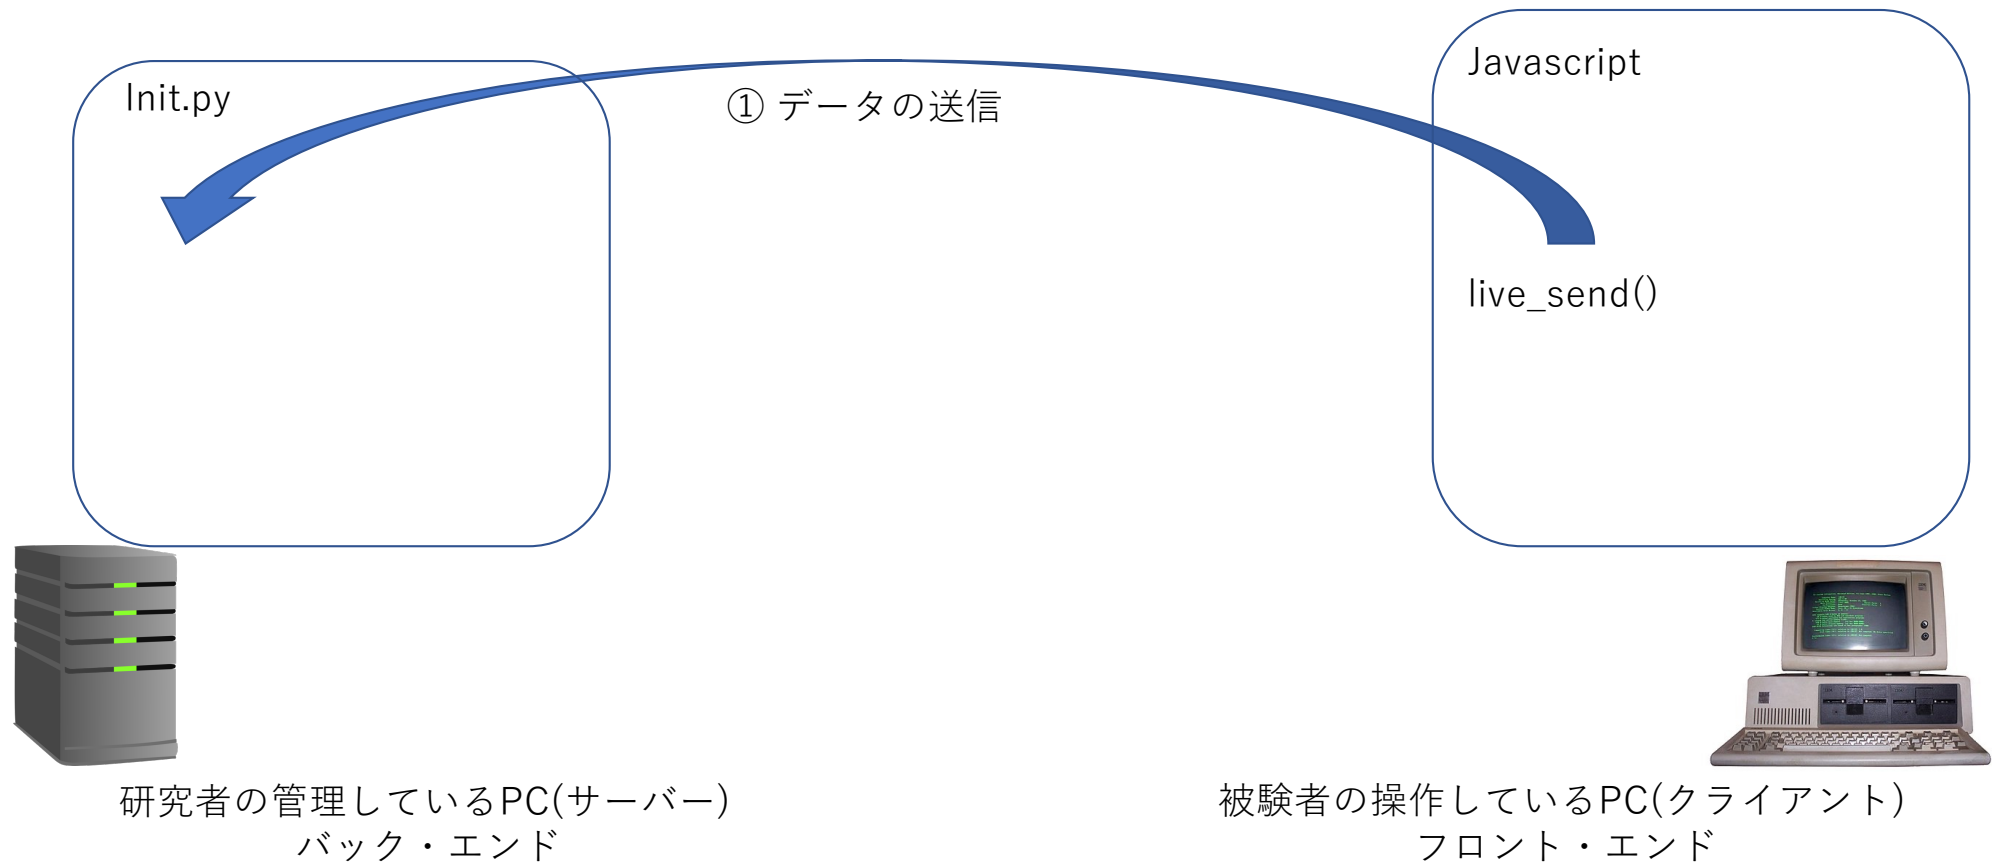 Javascript
Init.py
① データの送信
live_send()
研究者の管理しているPC(サーバー)
バック・エンド
被験者の操作しているPC(クライアント)
フロント・エンド